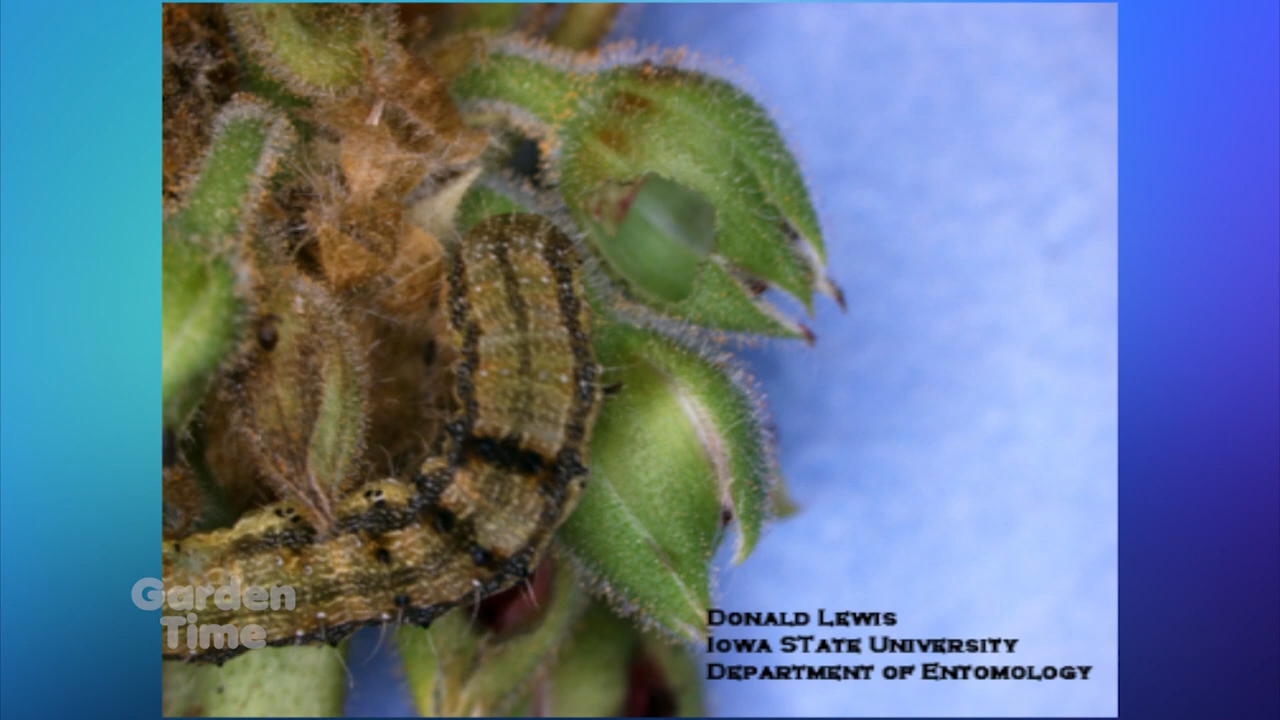 Garden
Time
Donald Lewis
Iowa State University
Department of Entomology